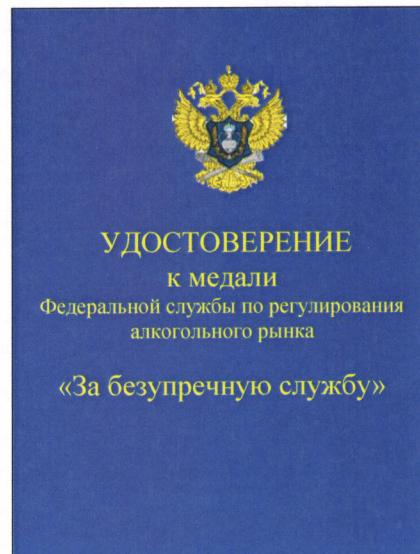 УДОСТОВЕРЕНИЕ
к медали
Федеральной службы по регулирования
алкогольного рынка
«За безупречную службу»